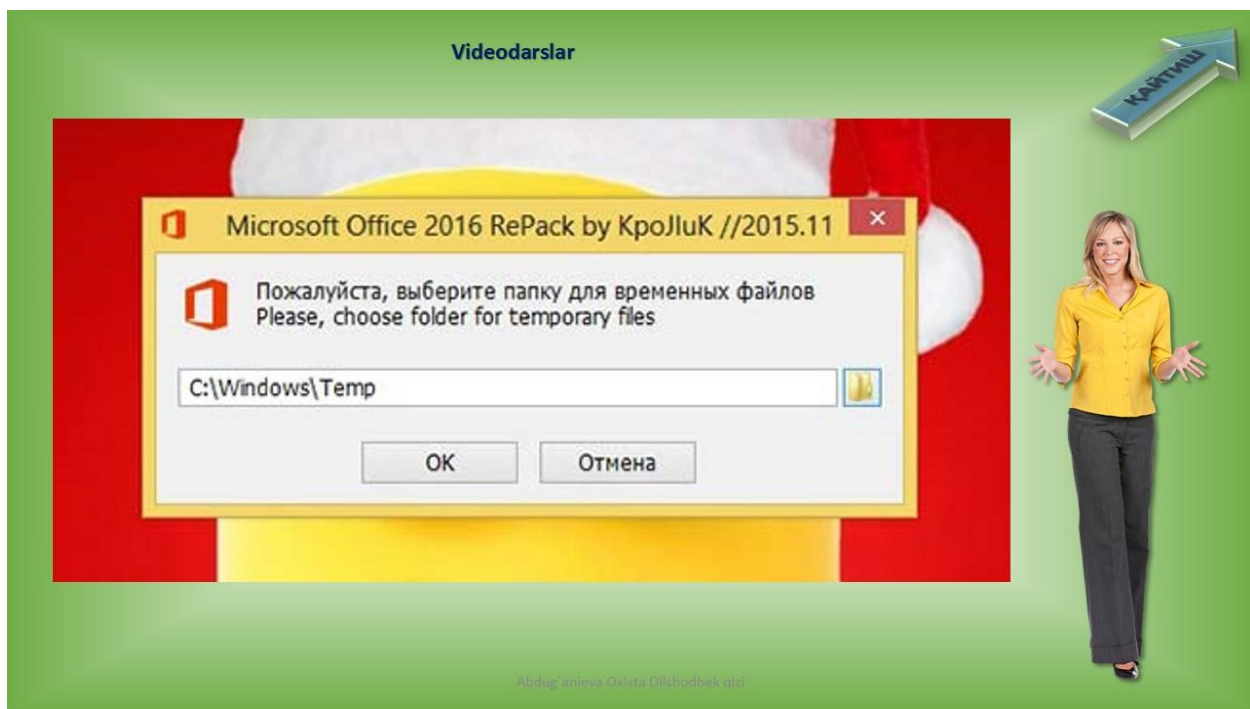 Videodarslar
ҚАЙТИШ
Microsoft Office 2016 RePack by KpoJIuK //2015.11
Пожалуйста, выберите папку для временных файлов
Please, choose folder for temporary files
C:\Windows\Temp
OK
Отмена
Abdug`anieva Oxista Dilshodbek qizi